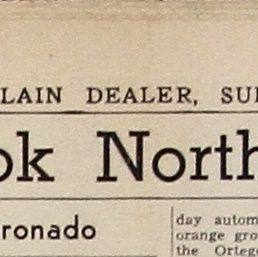 LAIN DEALER, SU
ok North
ronado
day autom
orange gro
the Orteg